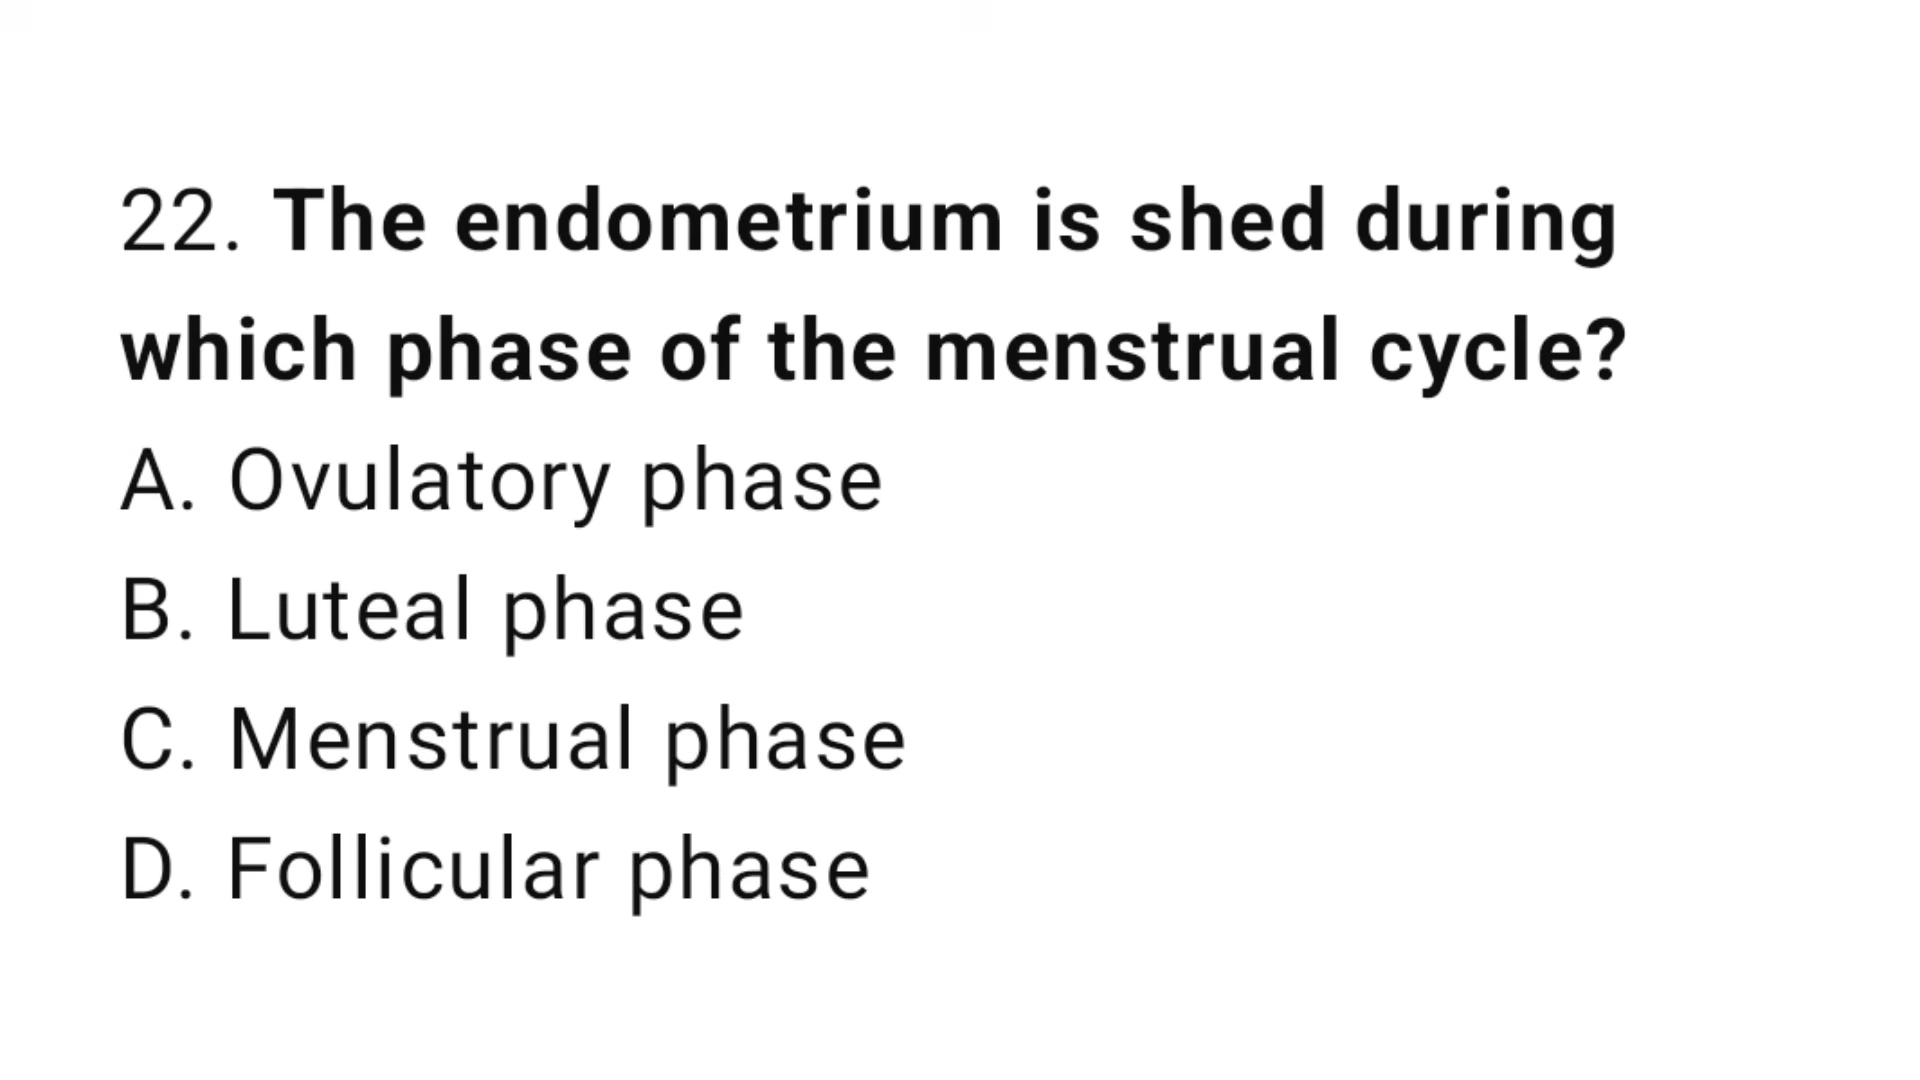 22. The endometrium is shed during
which phase of the menstrual cycle?
A. Ovulatory phase
B. Luteal phase
C. Menstrual phase
D. Follicular phase